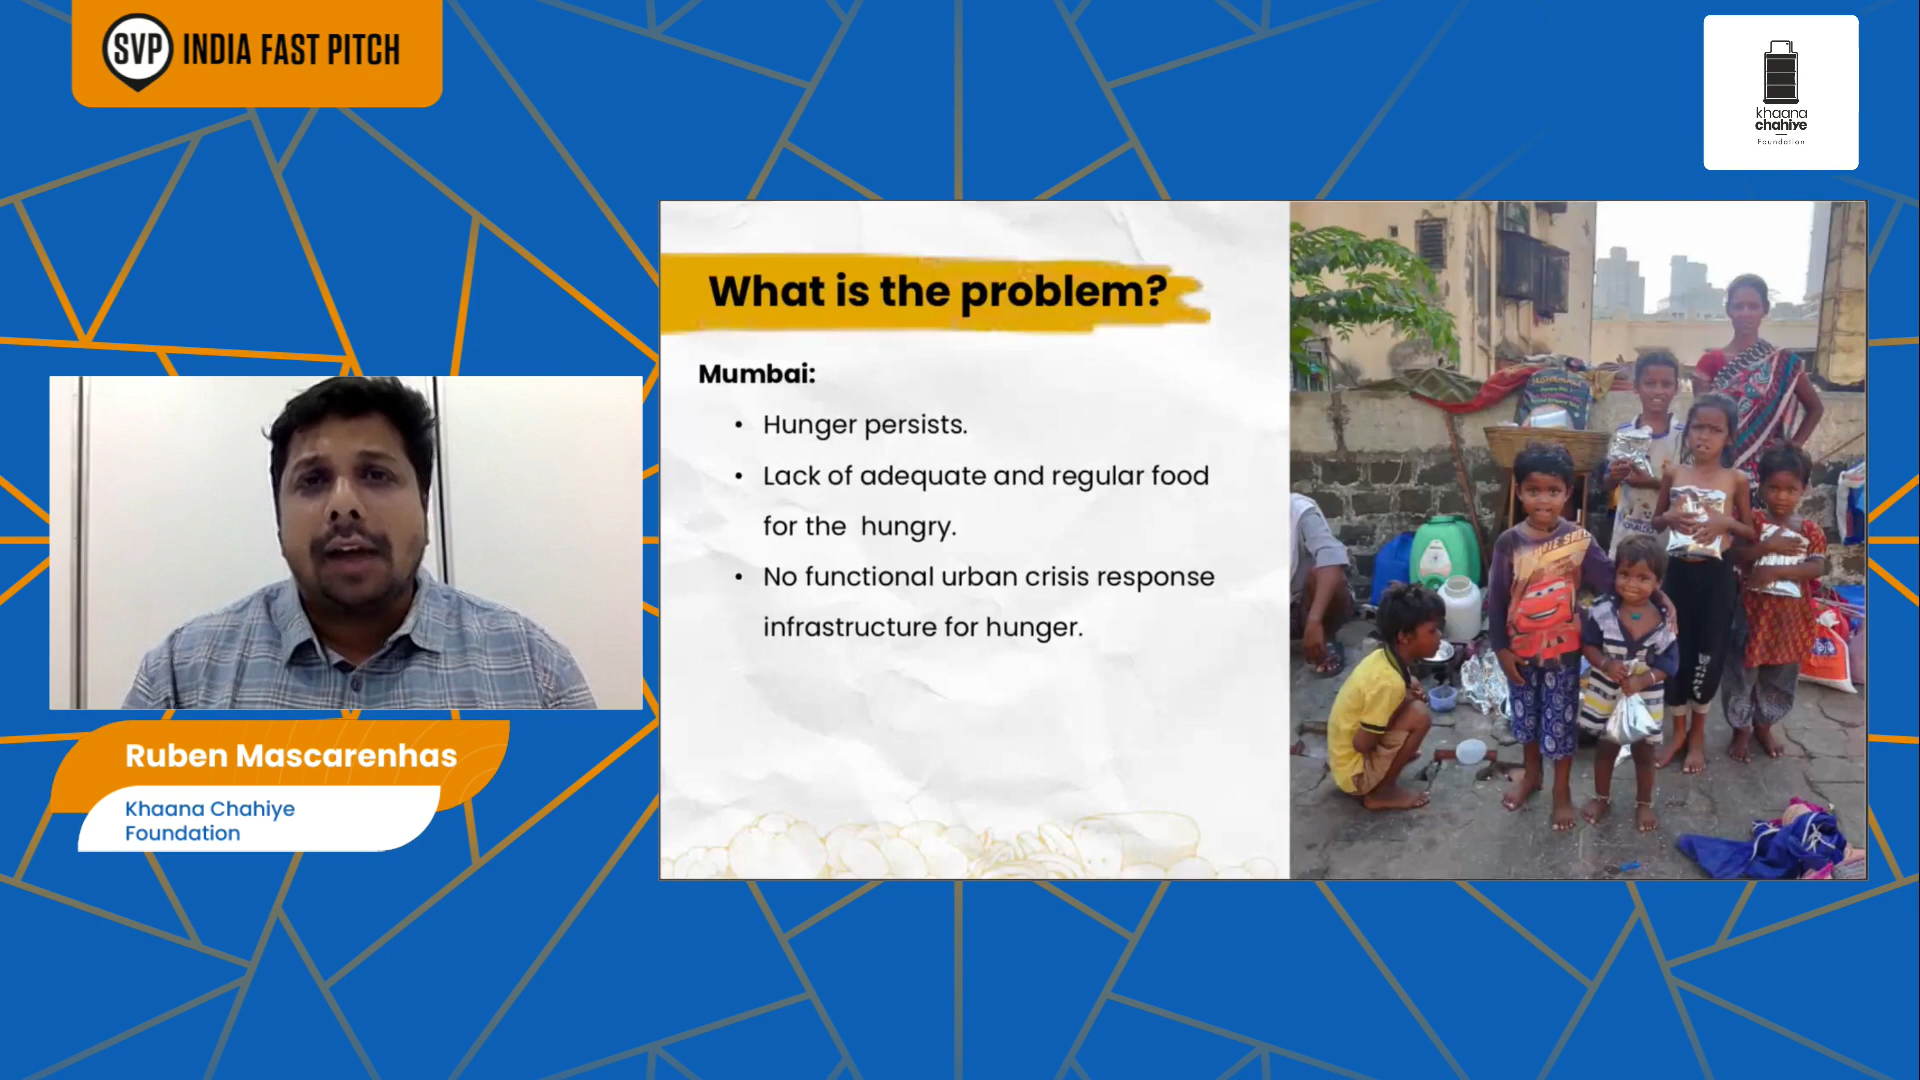 SVP INDIA FAST PITCH
khaana
chahiye
Foundation
What is the problem?
Mumbai:
• Hunger persists.
• Lack of adequate and regular food
for the hungry.
• No functional urban crisis response
infrastructure for hunger.
Ruben Mascarenhas
Khaana Chahiye
Foundation